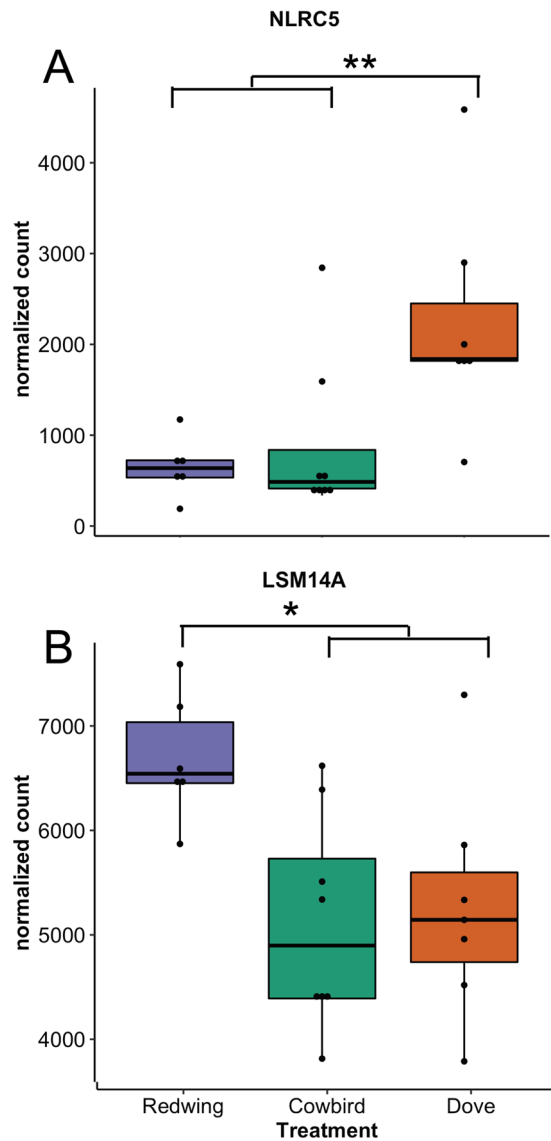 NLRC5
A
**
normalized count
4000
3000
2000
1000
0
LSM14A
B
*
normalized count
7000
6000
5000
4000
Redwing Cowbird Dove
Treatment